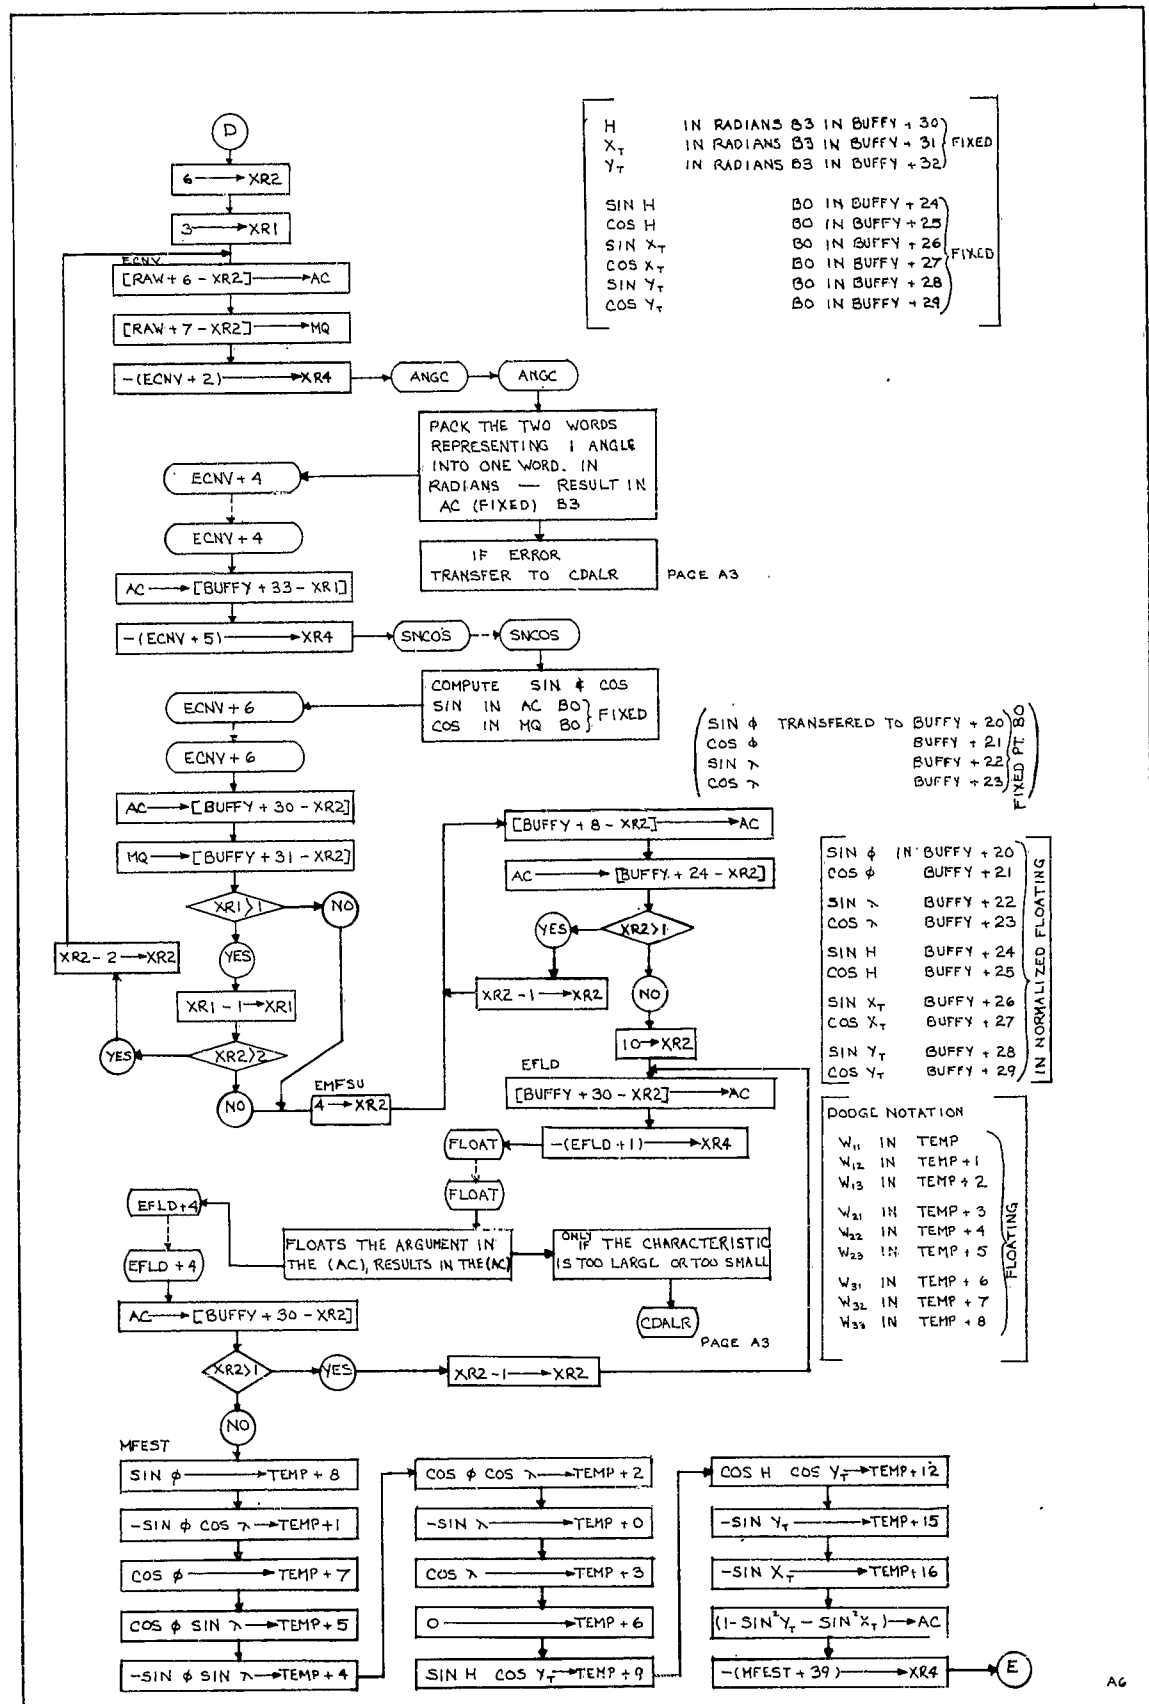 D
6 → XR2
3 → XR1
ECNV
[RAW + 6 - XR2] → AC
[RAW + 7 - XR2] → MQ
-(ECNV + 2) → XR4
ANGC
ANGC
PACK THE TWO WORDS
REPRESENTING 1 ANGLE
INTO ONE WORD. IN
RADIANS — RESULT IN
AC (FIXED) B3
IF ERROR
TRANSFER TO CDALR
PAGE A3
ECNV + 4
ECNV + 4
AC → [BUFFY + 33 - XR1]
-(ECNV + 5) → XR4
SNCOS
SNCOS
COMPUTE SIN & COS
SIN IN AC B0
COS IN MQ B0
} FIXED
ECNV + 6
ECNV + 6
AC → [BUFFY + 30 - XR2]
MQ → [BUFFY + 31 - XR2]
XR1>1
NO
YES
XR1 - 1 → XR1
XR2>2
YES
XR2 - 2 → XR2
NO
EMFSU
4 → XR2
H IN RADIANS B3 IN BUFFY + 30
X_T IN RADIANS B3 IN BUFFY + 31
Y_T IN RADIANS B3 IN BUFFY + 32
} FIXED
SIN H B0 IN BUFFY + 24
COS H B0 IN BUFFY + 25
SIN X_T B0 IN BUFFY + 26
COS X_T B0 IN BUFFY + 27
SIN Y_T B0 IN BUFFY + 28
COS Y_T B0 IN BUFFY + 29
} FIXED
SIN φ TRANSFERED TO BUFFY + 20
COS φ BUFFY + 21
SIN λ BUFFY + 22
COS λ BUFFY + 23
FIXED PT. B0
[BUFFY + 8 - XR2] → AC
AC → [BUFFY + 24 - XR2]
XR2>1
YES
XR2 - 1 → XR2
NO
10 → XR2
EFLD
[BUFFY + 30 - XR2] → AC
-(EFLD + 1) → XR4
FLOAT
FLOAT
FLOATS THE ARGUMENT IN
THE (AC), RESULTS IN THE (AC)
ONLY IF THE CHARACTERISTIC
IS TOO LARGE OR TOO SMALL
CDALR
PAGE A3
EFLD+4
EFLD +4
AC → [BUFFY + 30 - XR2]
XR2>1
YES
XR2 - 1 → XR2
NO
SIN φ IN BUFFY + 20
COS φ BUFFY + 21
SIN λ BUFFY + 22
COS λ BUFFY + 23
SIN H BUFFY + 24
COS H BUFFY + 25
SIN X_T BUFFY + 26
COS X_T BUFFY + 27
SIN Y_T BUFFY + 28
COS Y_T BUFFY + 29
IN NORMALIZED FLOATING
DODGE NOTATION
W₁₁ IN TEMP
W₁₂ IN TEMP + 1
W₁₃ IN TEMP + 2
W₂₁ IN TEMP + 3
W₂₂ IN TEMP + 4
W₂₃ IN TEMP + 5
W₃₁ IN TEMP + 6
W₃₂ IN TEMP + 7
W₃₃ IN TEMP + 8
FLOATING
MFEST
SIN φ → TEMP + 8
-SIN φ COS λ → TEMP+1
COS φ → TEMP + 7
COS φ SIN λ → TEMP + 5
-SIN φ SIN λ → TEMP + 4
COS φ COS λ → TEMP + 2
-SIN λ → TEMP + 0
COS λ → TEMP + 3
0 → TEMP + 6
SIN H COS Y_T → TEMP + 9
COS H COS Y_T → TEMP + 12
-SIN Y_T → TEMP + 15
-SIN X_T → TEMP + 16
(1 - SIN²Y_T - SIN²X_T) → AC
-(MFEST + 39) → XR4
E
A6